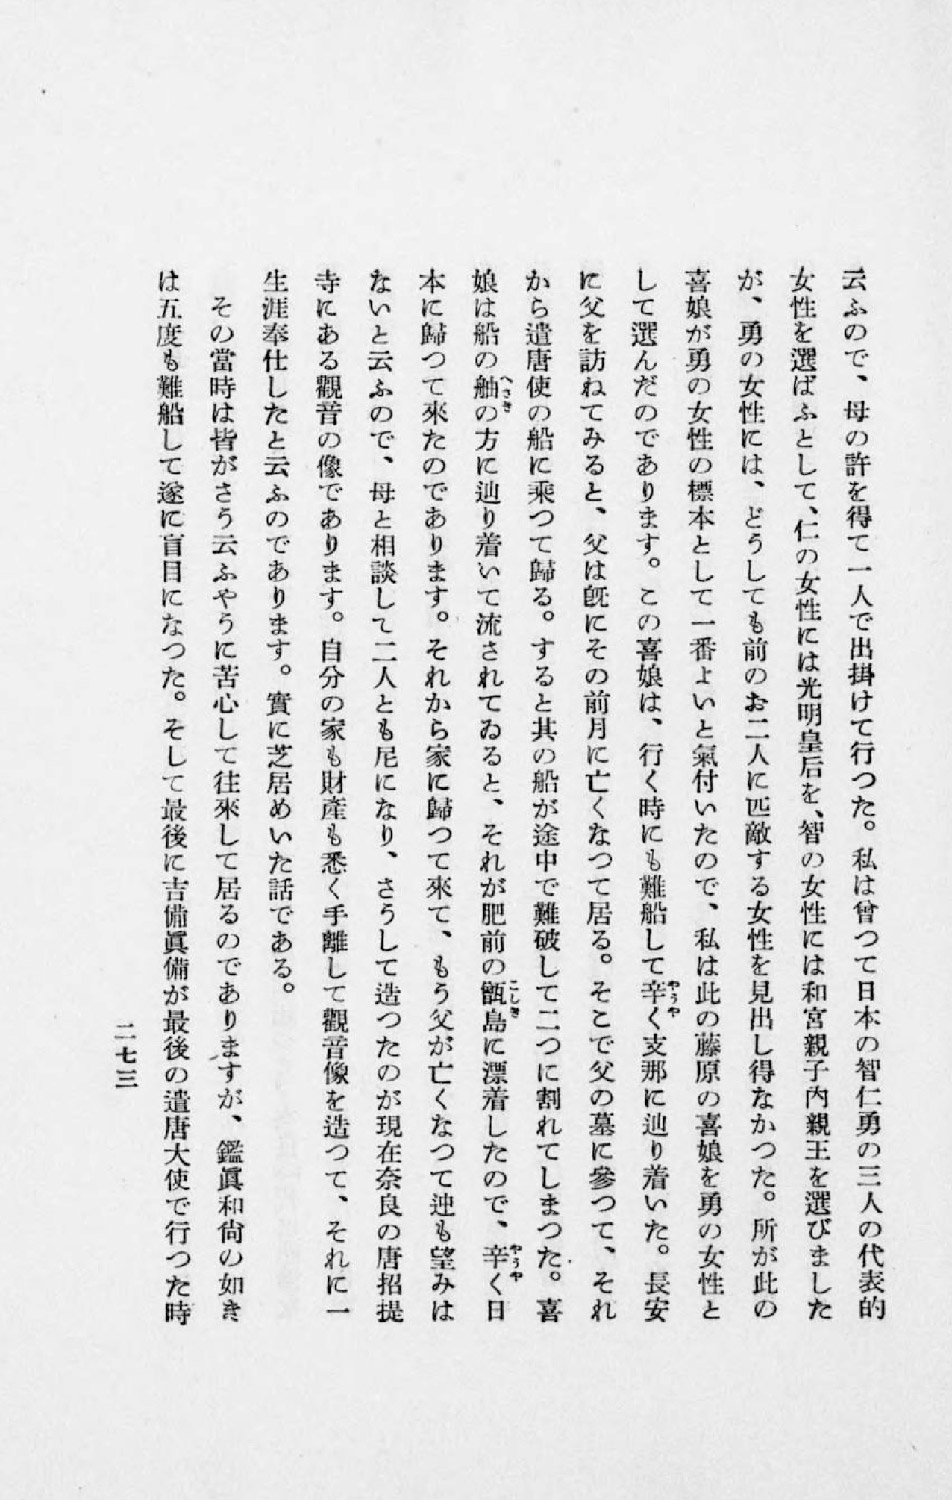 云ふので、母の許を得て一人で出掛けて行つた。私は曾つて日本の智仁勇の三人の代表的
女性を選ばふとして、仁の女性には光明皇后を、智の女性には和宮親子內親王を選びました
が、勇の女性には、どうしても前のお二人に匹敵する女性を見出し得なかつた。所が此の
喜娘が勇の女性の標本として一番よいと氣付いたので、私は此の藤原の喜娘を勇の女性と
して選んだのであります。この喜娘は、行く時にも難船して辛く支那に辿り着いた。長安
に父を訪ねてみると、父は旣にその前月に亡くなつて居る。そこで父の墓に參つて、それ
から遣唐使の船に乘つて歸る。すると其の船が途中で難破して二つに割れてしまつた。喜
娘は船の舳の方に辿り着いて流されてゐると、それが肥前の甑島に漂着したので、辛く日
本に歸つて來たのであります。それから家に歸つて來て、もう父が亡くなつて迚も望みは
ないと云ふので、母と相談して二人とも尼になり、さうして造つたのが現在奈良の唐招提
寺にある觀音の像であります。自分の家も財產も悉く手離して觀音像を造つて、それに一
生涯奉仕したと云ふのであります。實に芝居めいた話である。
その當時は皆がさう云ふやうに苦心して往來して居るのでありますが、鑑眞和尙の如き
は五度も難船して遂に盲目になつた。そして最後に吉備眞備が最後の遣唐大使で行つた時
二七三